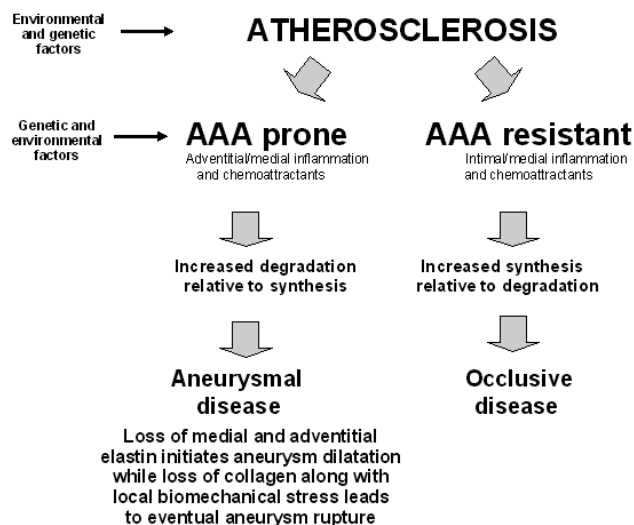 Environmental
and genetic
factors
ATHEROSCLEROSIS
Genetic and
environmental
factors
AAA prone
Adventitial/medial inflammation
and chemoattractants
AAA resistant
Intimal/medial inflammation
and chemoattractants
Increased degradation
relative to synthesis
Increased synthesis
relative to degradation
Aneurysmal
disease
Occlusive
disease
Loss of medial and adventitial
elastin initiates aneurysm dilatation
while loss of collagen along with
local biomechanical stress leads
to eventual aneurysm rupture